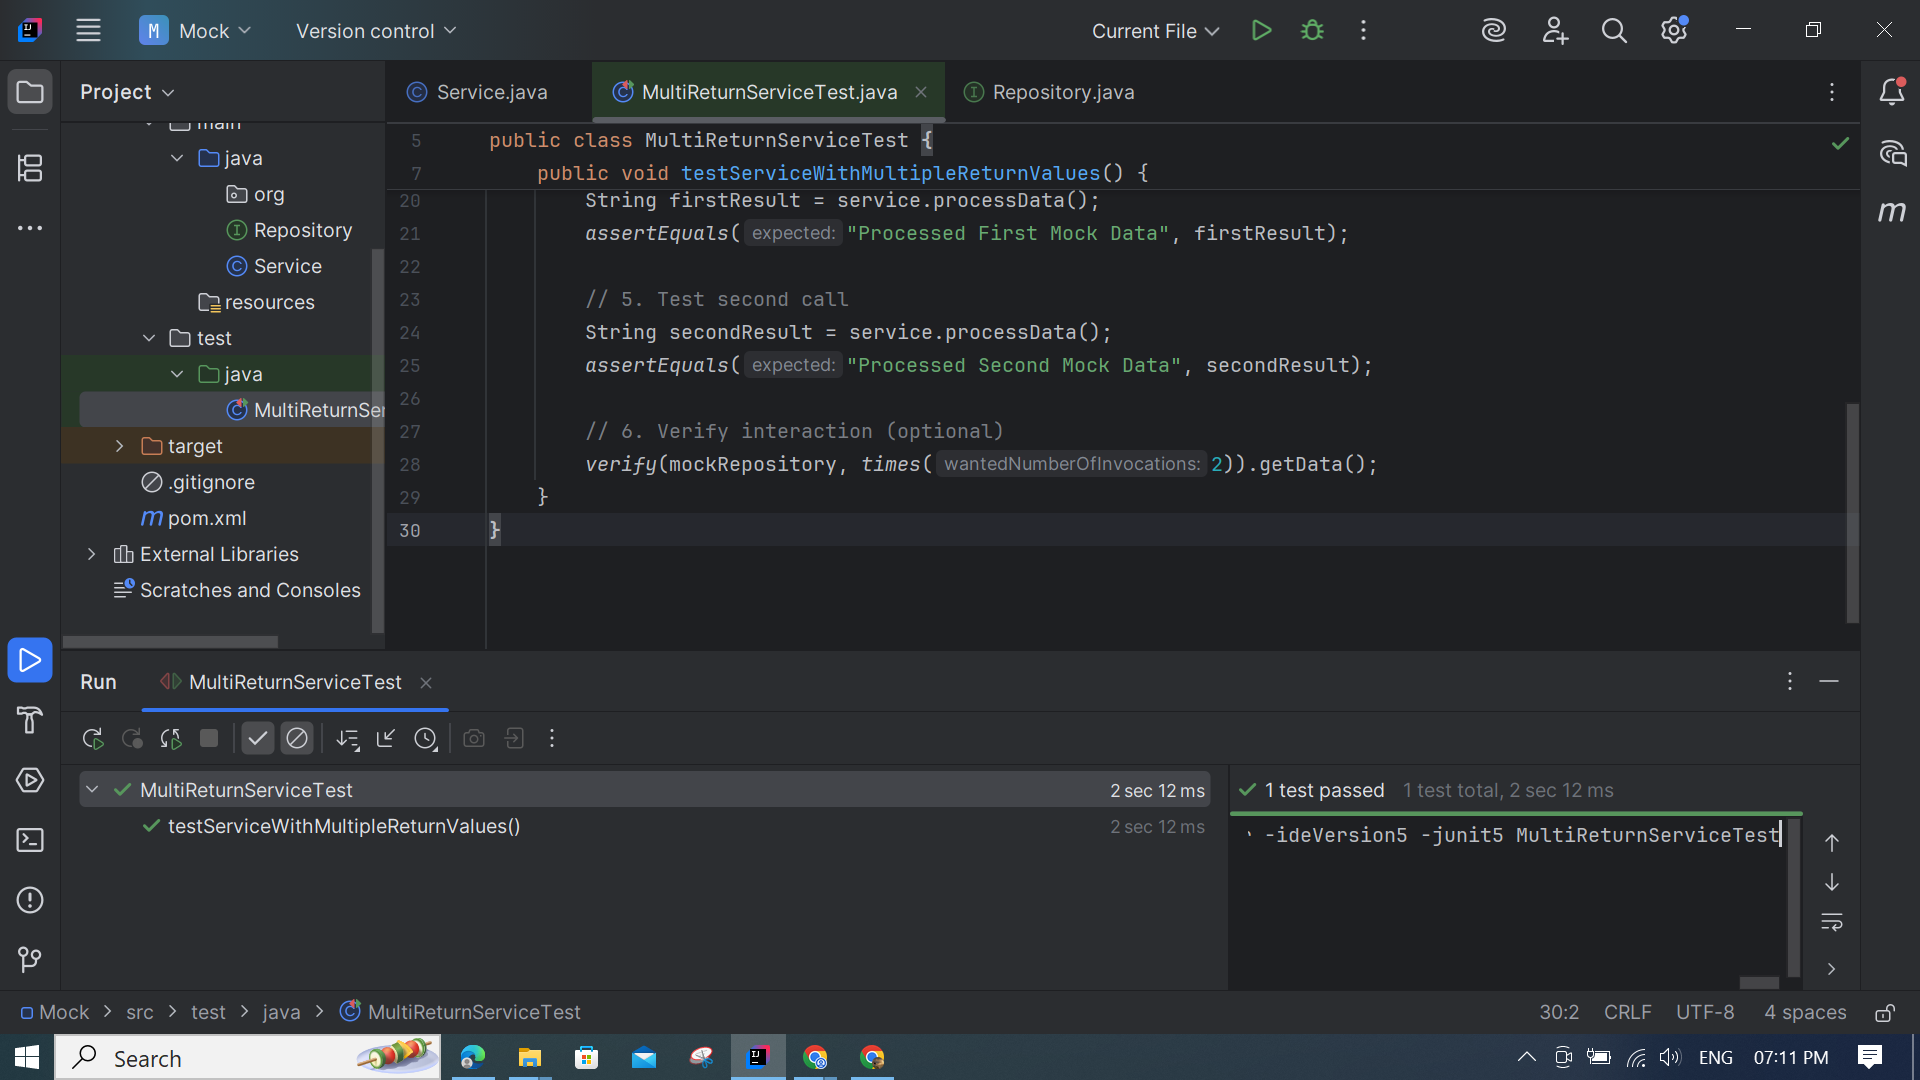 M Mock Version control Current File
Project
Service.java MultiReturnServiceTest.java Repository.java
main
java
org
Repository
Service
resources
test
java
MultiReturnSer
target
.gitignore
m pom.xml
External Libraries
Scratches and Consoles
5 public class MultiReturnServiceTest {
7 public void testServiceWithMultipleReturnValues() {
20 String firstResult = service.processData();
21 assertEquals( expected: "Processed First Mock Data", firstResult);
22
23 // 5. Test second call
24 String secondResult = service.processData();
25 assertEquals( expected: "Processed Second Mock Data", secondResult);
26
27 // 6. Verify interaction (optional)
28 verify(mockRepository, times( wantedNumberOfInvocations: 2)).getData();
29 }
30 }
m
Run MultiReturnServiceTest
MultiReturnServiceTest 2 sec 12 ms
testServiceWithMultipleReturnValues() 2 sec 12 ms
1 test passed 1 test total, 2 sec 12 ms
-ideVersion5 -junit5 MultiReturnServiceTest
Mock > src > test > java > MultiReturnServiceTest
30:2 CRLF UTF-8 4 spaces
Search
ENG 07:11 PM